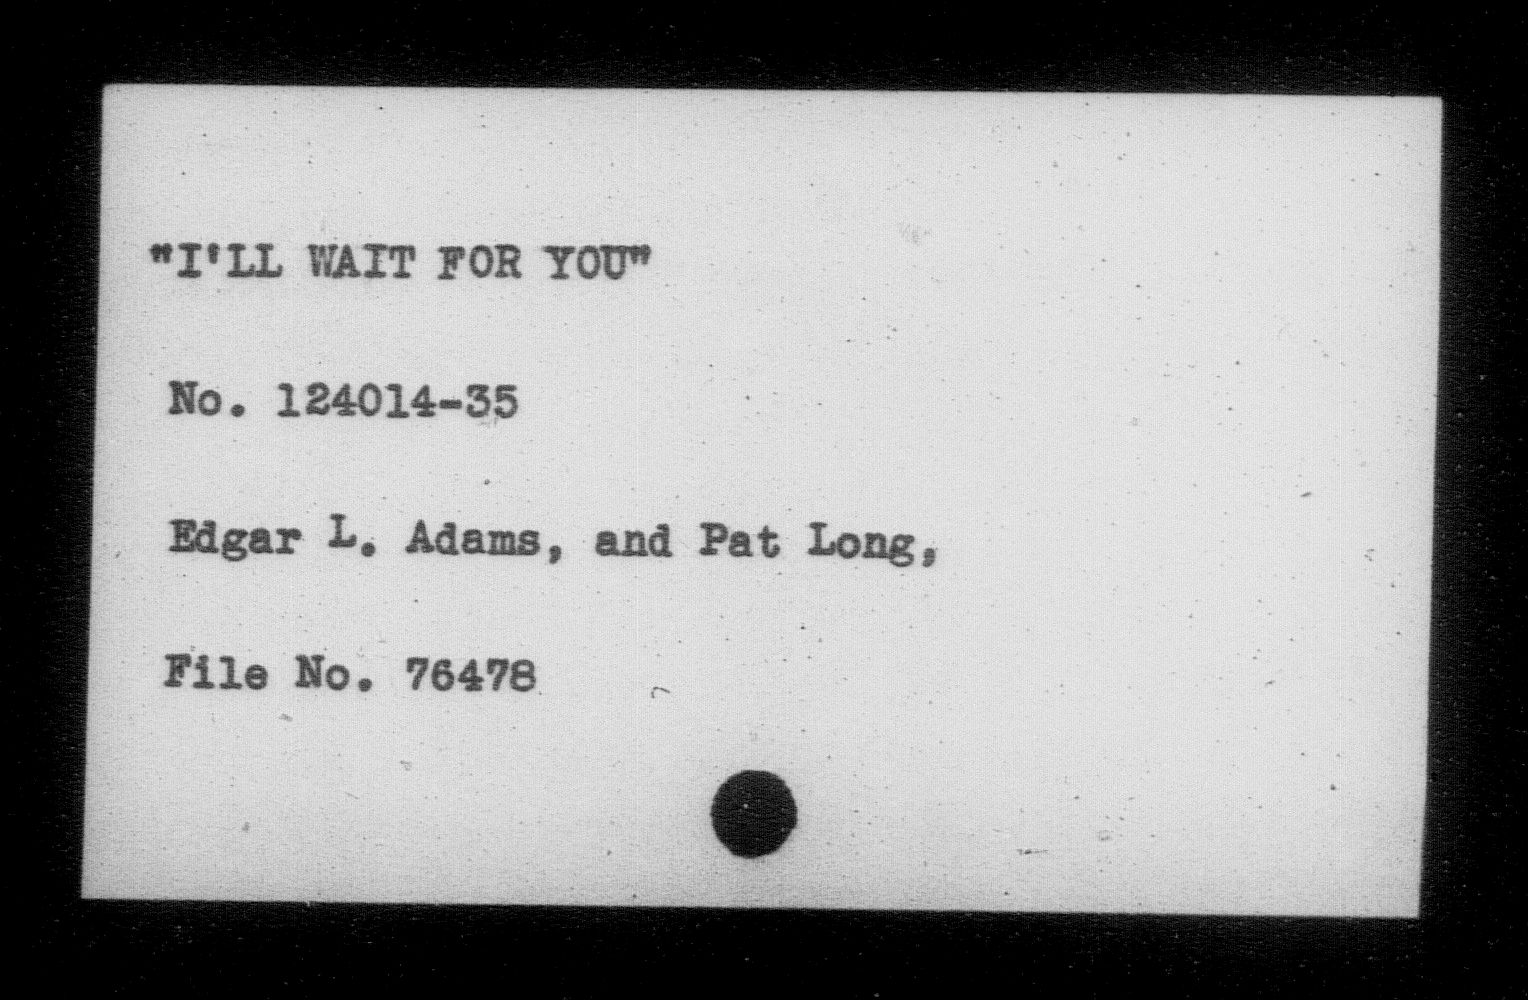 "I'LL WAIT FOR YOU"
No. 124014-35
Edgar L. Adams, and Pat Long,
File No. 76478